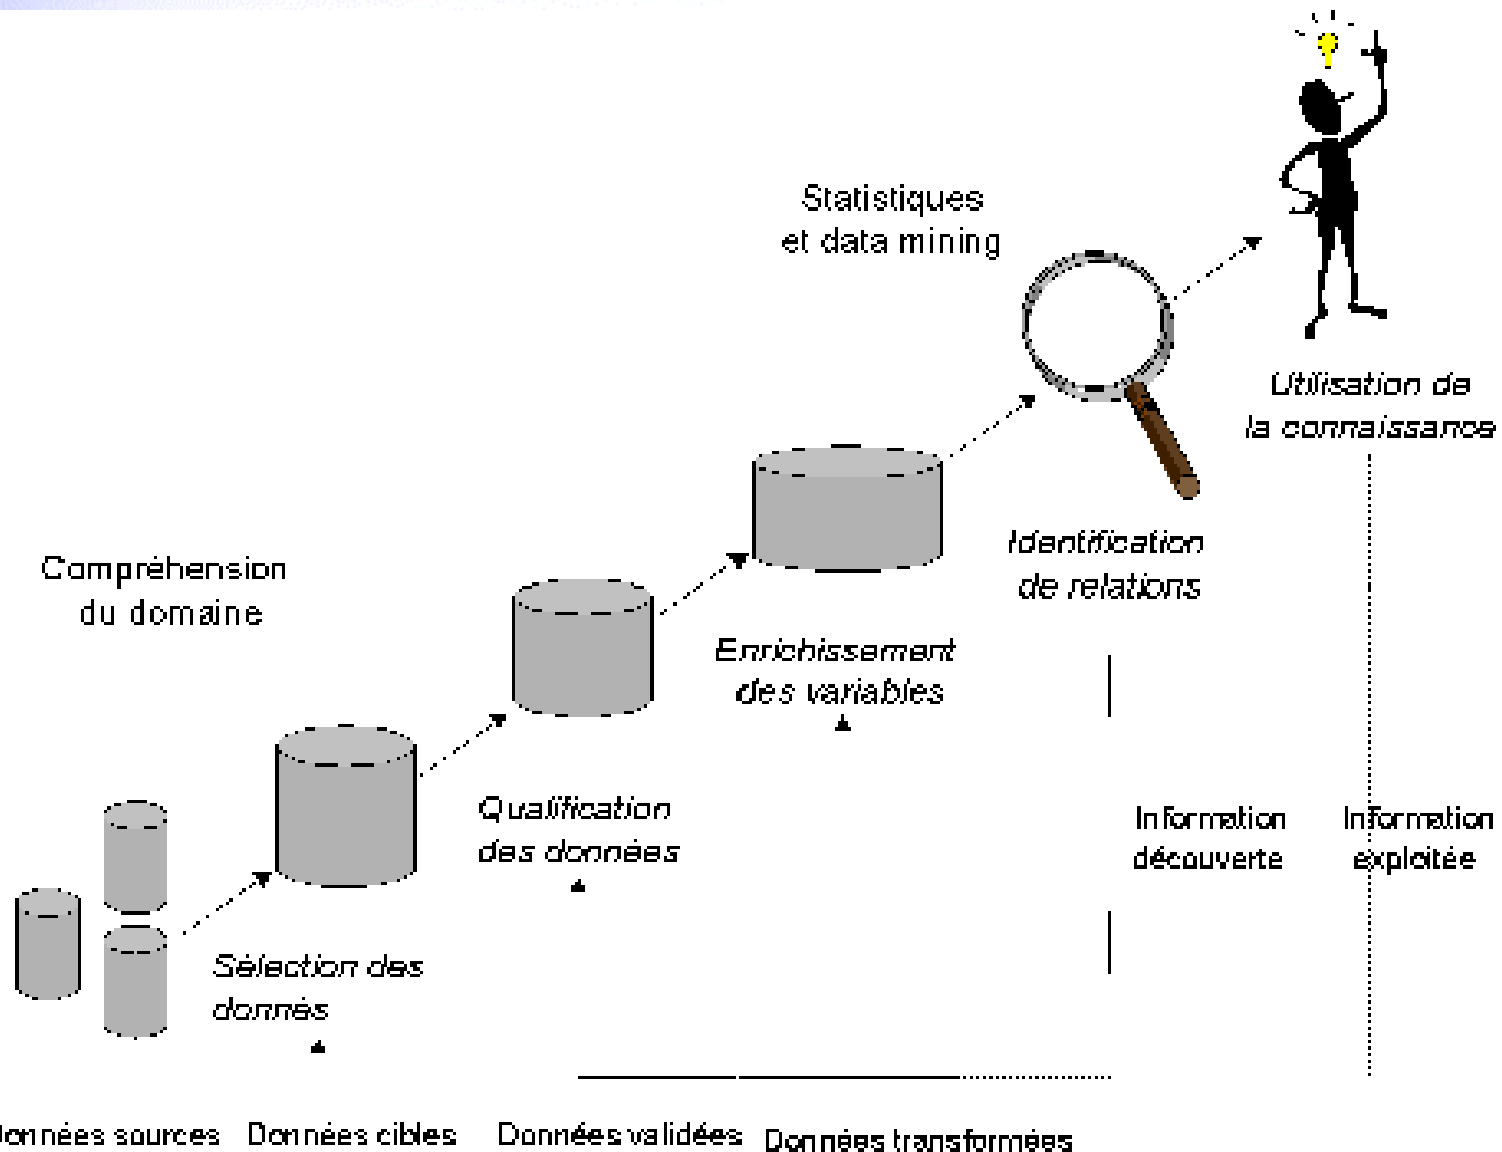 Statistiques
et data mining
Utilisation de
la connaissance
Identification
de relations
Compréhension
du domaine
Enrichissement
des variables
Qualification
des données
Information
découverte
Information
exploitée
Sélection des
donnés
Données sources
Données cibles
Données validées
Données transformées